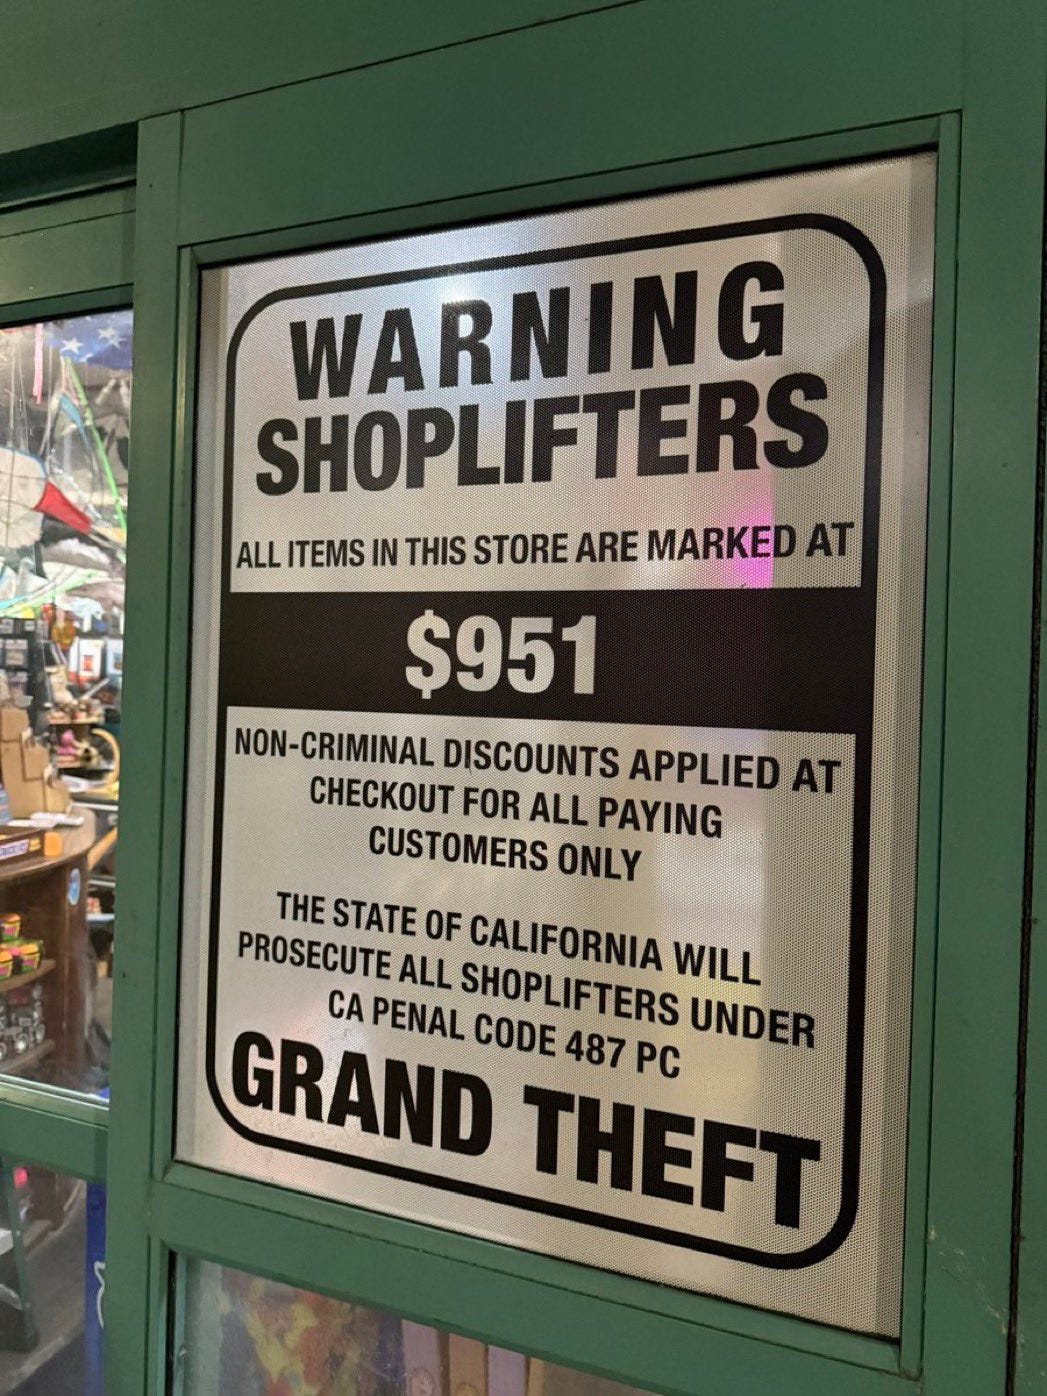 WARNING
SHOPLIFTERS
ALL ITEMS IN THIS STORE ARE MARKED AT
$951
NON-CRIMINAL DISCOUNTS APPLIED AT
CHECKOUT FOR ALL PAYING
CUSTOMERS ONLY
THE STATE OF CALIFORNIA WILL
PROSECUTE ALL SHOPLIFTERS UNDER
CA PENAL CODE 487 PC
GRAND THEFT